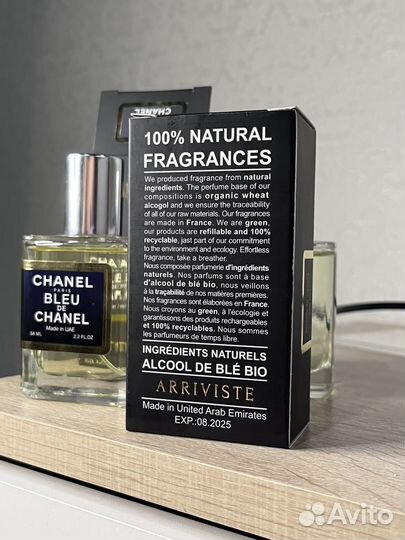 CHANEL
100% NATURAL
FRAGRANCES
We produced fragrance from natural
ingredients. The perfume base of our
compositions is organic wheat
alcogol and we ensure the traceability
of all of our raw materials. Our fragrances
are made in France. We are green,
our products are refillable and 100%
recyclable, jast part of our commitment
to the environment and ecology. Effortless
fragrance, take a breather.
Nous composée parfumerie d'ingrédients
naturels. Nos parfums sont à base
d'alcool de blé bio, nous veillons
à la traçabilité de nos matières premières.
Nos fragrances sont élaborées en France.
Nous croyons au green, à l'écologie et
garantissons des produits rechargeables
et 100% recyclables. Nous sommes
les parfumeurs de temps libre.
INGRÉDIENTS NATURELS
ALCOOL DE BLÉ BIO
ARRIVISTE
Made in United Arab Emirates
EXP.:08.2025
CHANEL
PARIS
BLEU
DE
CHANEL
Made in UAE
2.2 FL.OZ
Avito